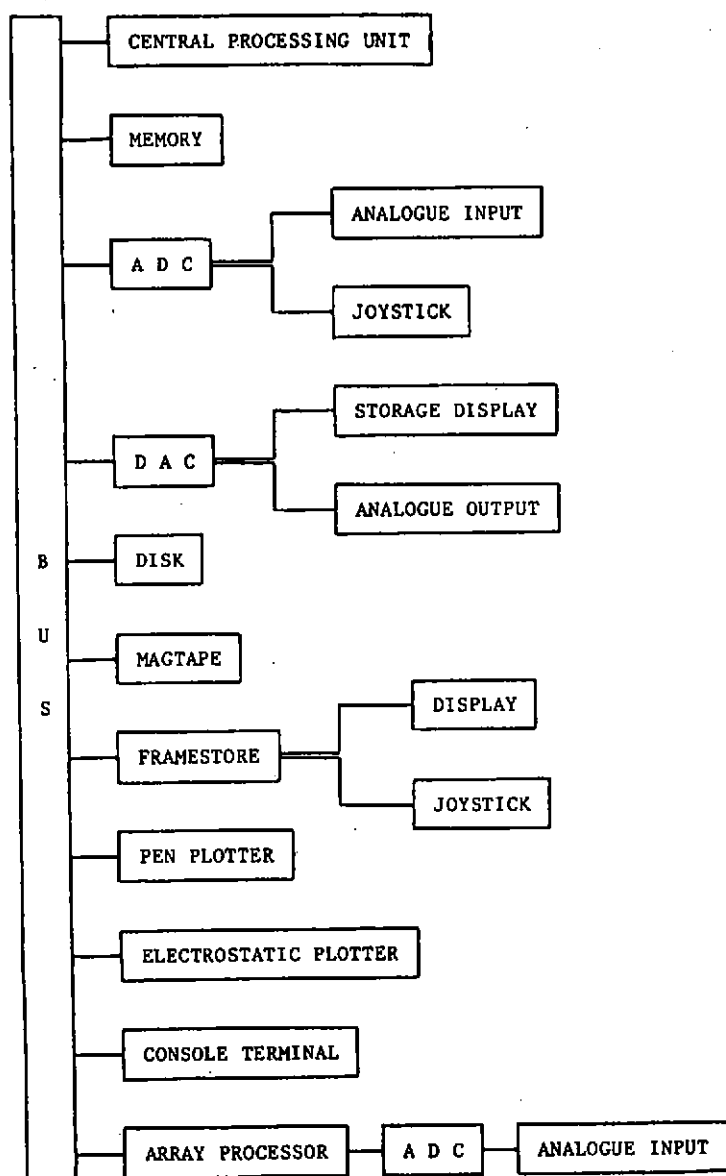 CENTRAL PROCESSING UNIT
MEMORY
ANALOGUE INPUT
A D C
JOYSTICK
STORAGE DISPLAY
D A C
ANALOGUE OUTPUT
B
DISK
U
MAGTAPE
S
DISPLAY
FRAMESTORE
JOYSTICK
PEN PLOTTER
ELECTROSTATIC PLOTTER
CONSOLE TERMINAL
ARRAY PROCESSOR A D C ANALOGUE INPUT